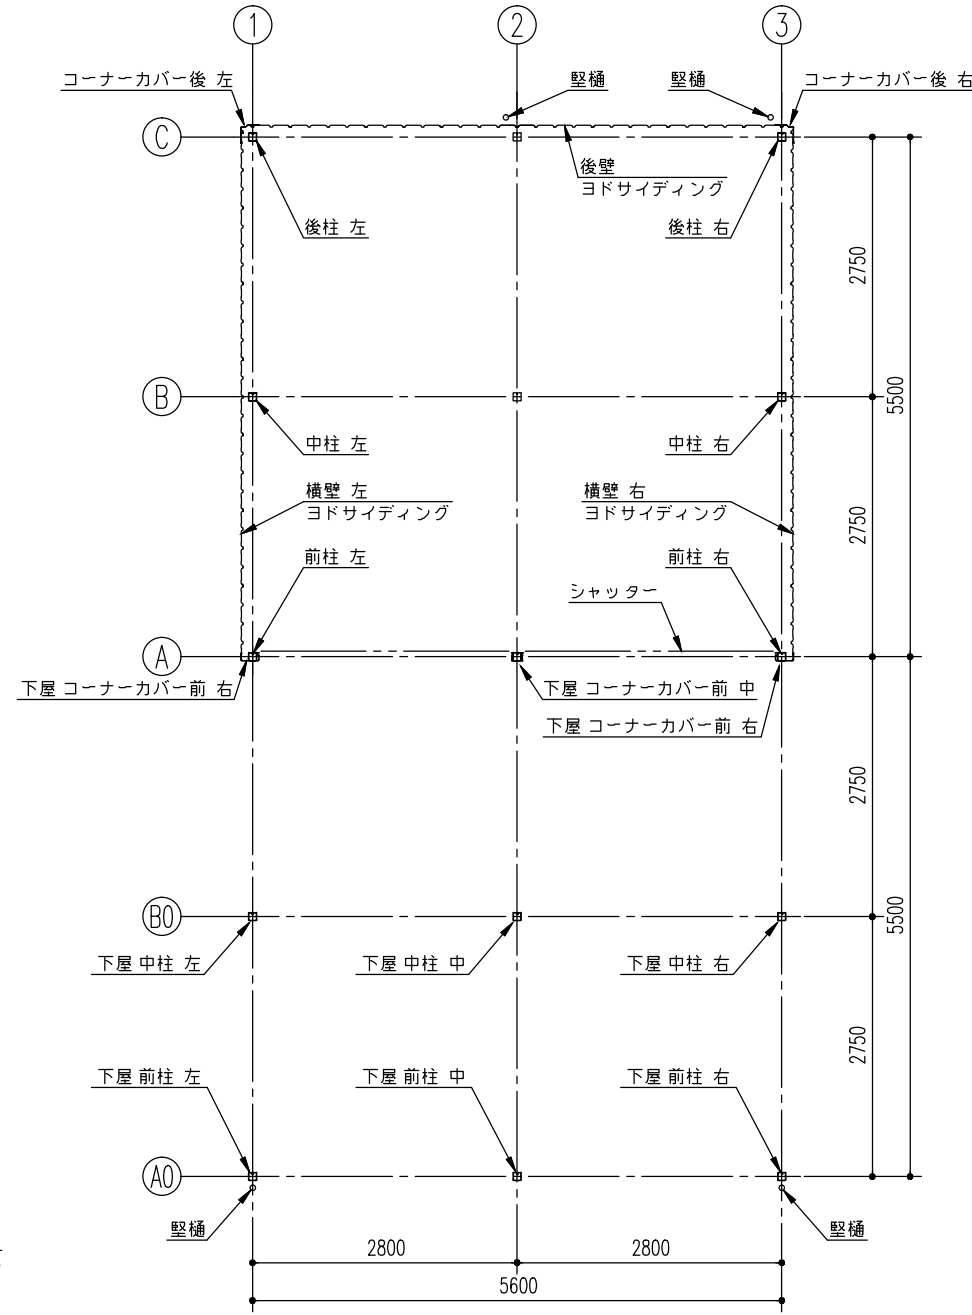 1
2
3
コーナーカバー後 左
堅樋
堅樋
コーナーカバー後 右
C
後壁
ヨドサイディング
後柱 左
後柱 右
2750
B
5500
中柱 左
中柱 右
横壁 左
ヨドサイディング
横壁 右
ヨドサイディング
2750
前柱 左
前柱 右
シャッター
A
下屋 コーナーカバー前 右
下屋 コーナーカバー前 中
下屋 コーナーカバー前 右
2750
B0
5500
下屋 中柱 左
下屋 中柱 中
下屋 中柱 右
2750
下屋 前柱 左
下屋 前柱 中
下屋 前柱 右
A0
堅樋
堅樋
2800
2800
5600